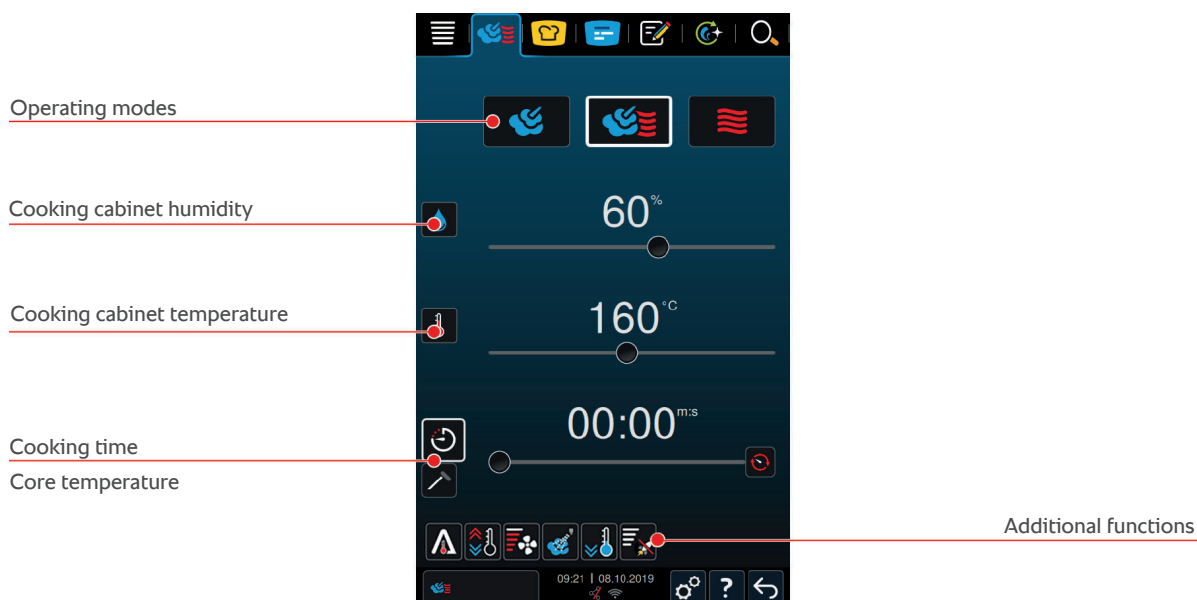 Operating modes
Cooking cabinet humidity
60%
Cooking cabinet temperature
160°C
00:00 m:s
Cooking time
Core temperature
Additional functions
09:21 | 08.10.2019
?